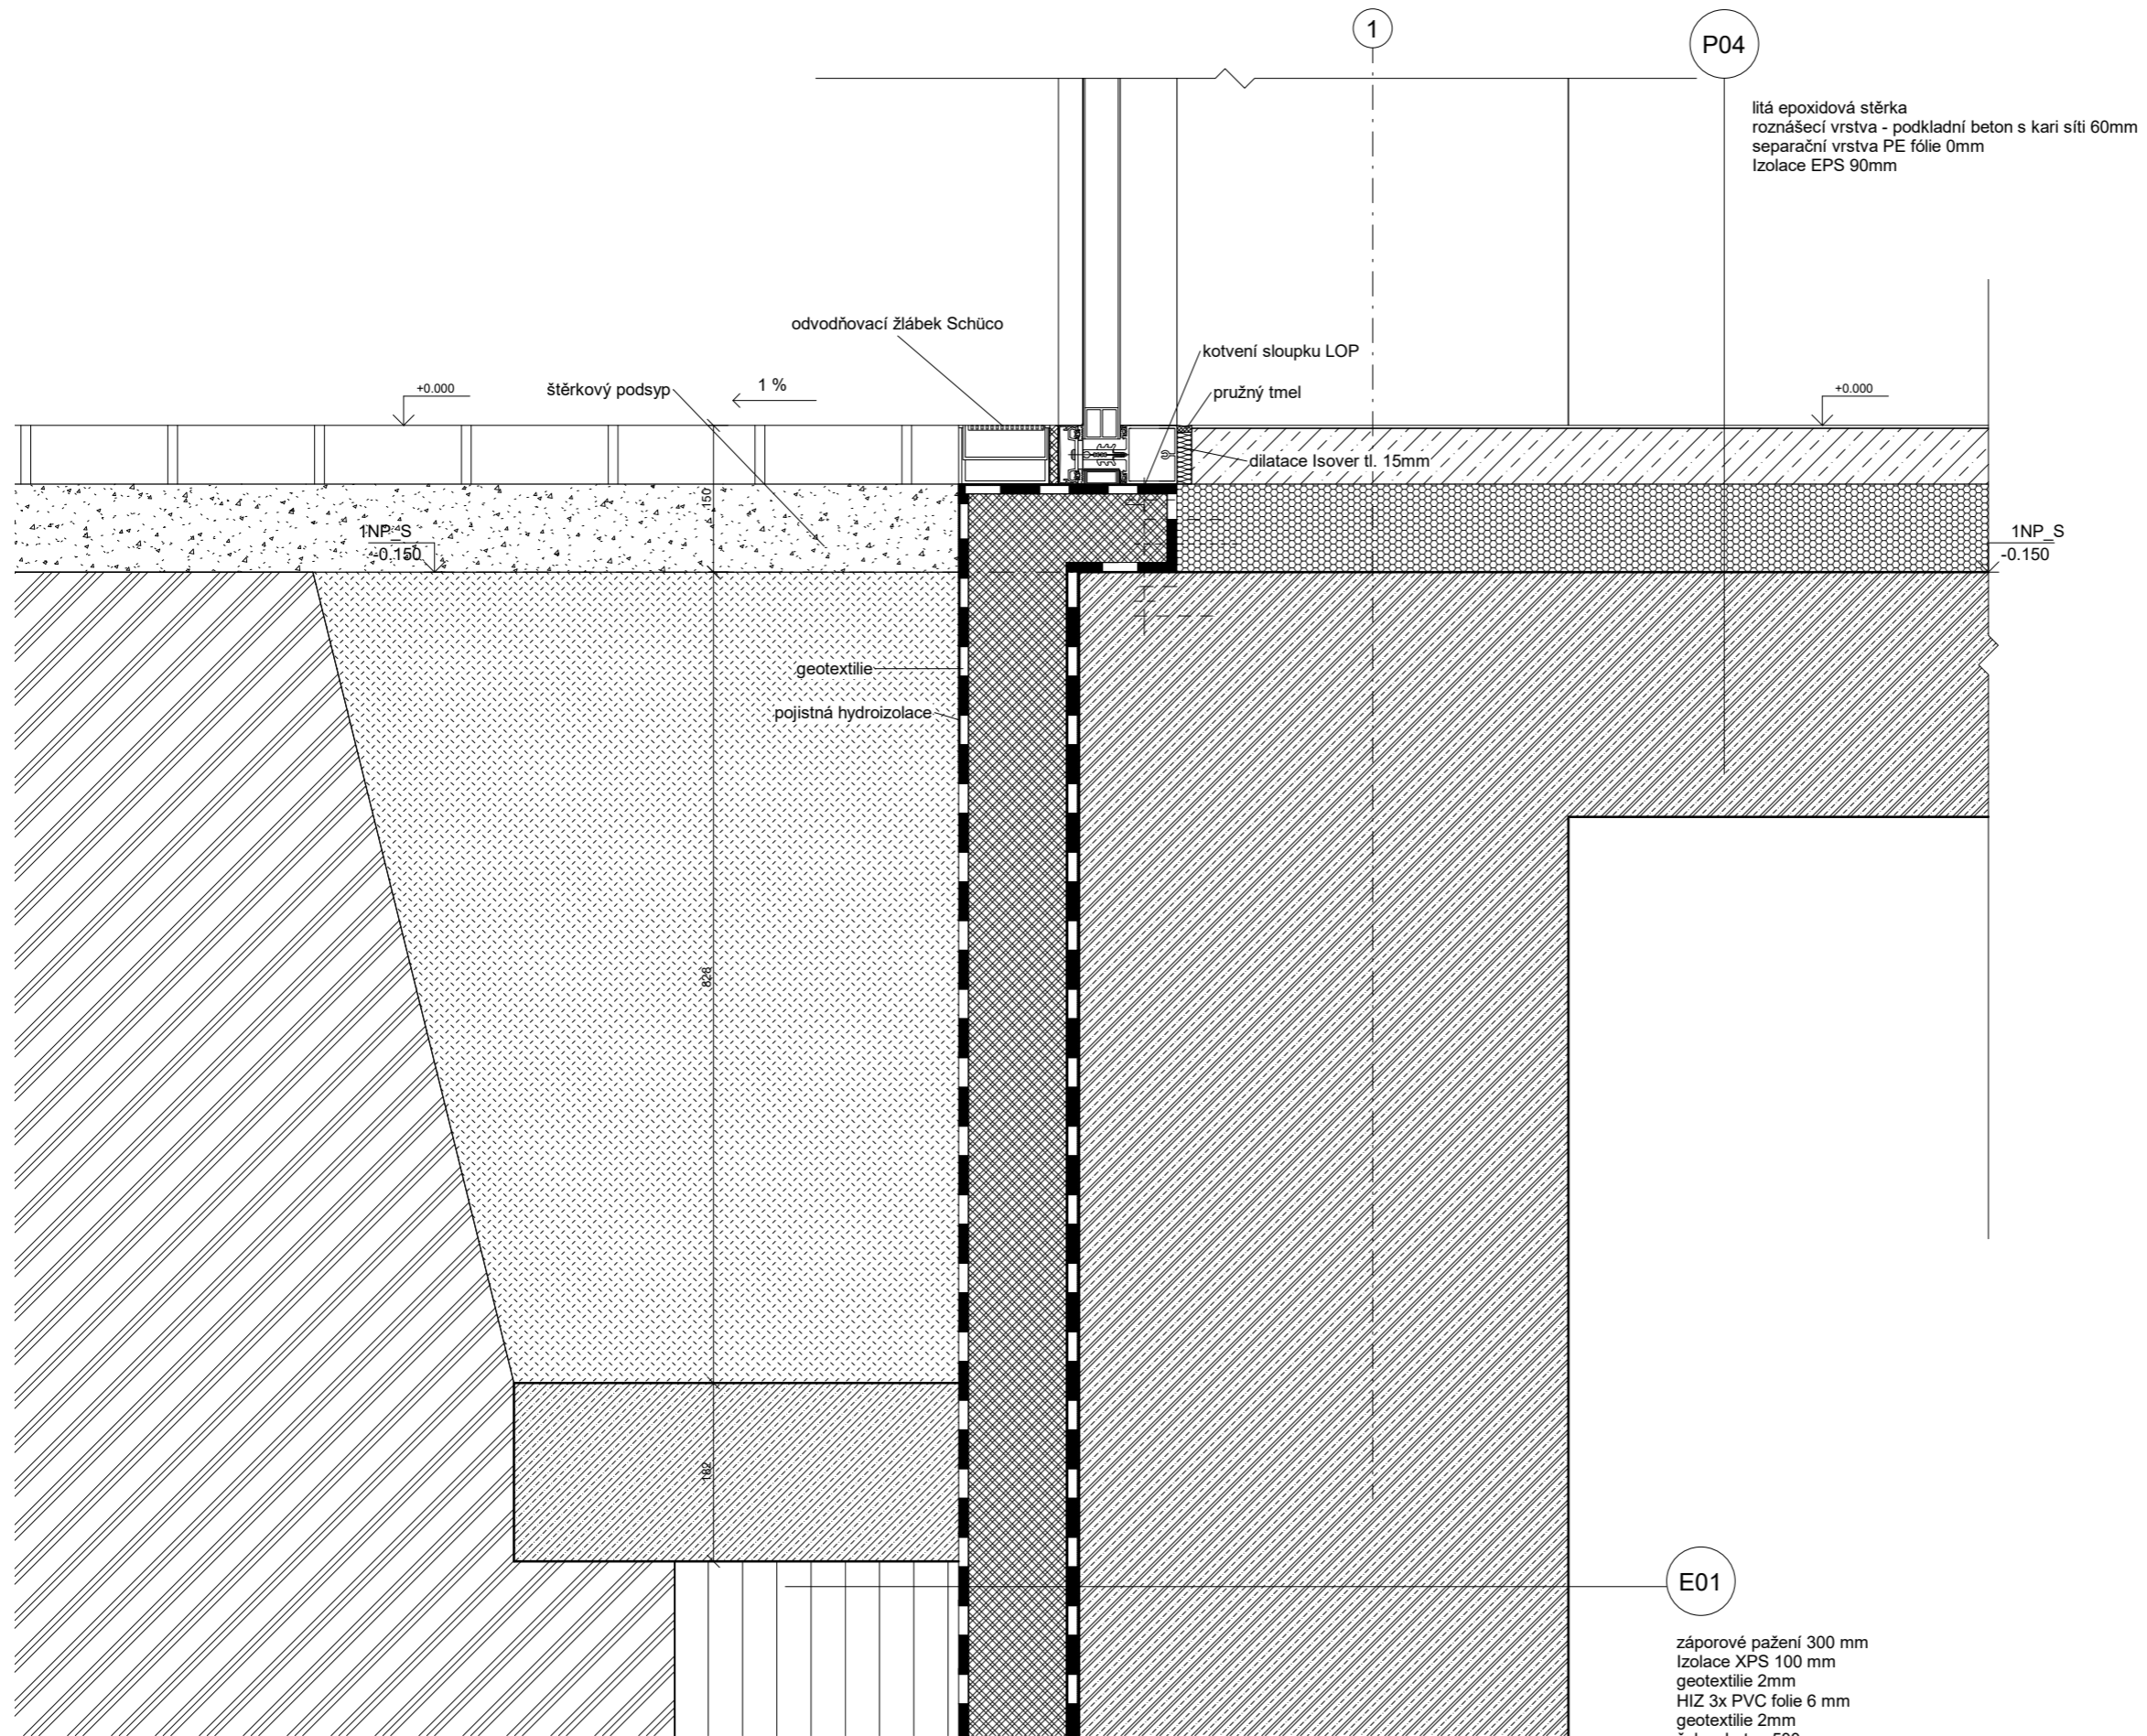 1
P04
litá epoxidová stěrka
roznášecí vrstva - podkladní beton s kari síti 60mm
separační vrstva PE fólie 0mm
Izolace EPS 90mm
odvodňovací žlábek Schüco
kotvení sloupku LOP
štěrkový podsyp
1 %
pružný tmel
+0.000
+0.000
dilatace Isover tl. 15mm
150
1NP_S
-0.150
1NP_S
-0.150
geotextilie
pojistná hydroizolace
828
182
E01
záporové pažení 300 mm
Izolace XPS 100 mm
geotextilie 2mm
HIZ 3x PVC folie 6 mm
geotextilie 2mm